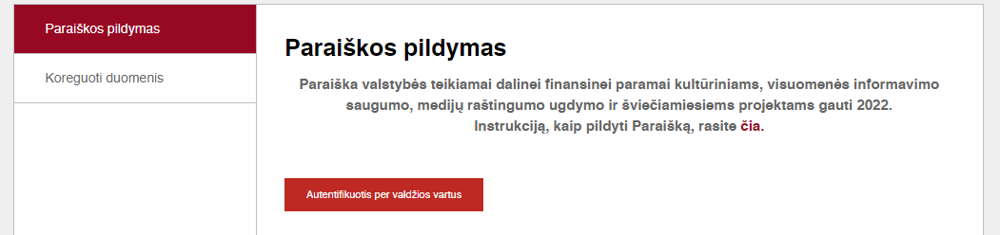 Paraiškos pildymas
Koreguoti duomenis
Paraiškos pildymas
Paraiška valstybės teikiamai dalinei finansinei paramai kultūriniams, visuomenės informavimo
saugumo, medijų raštingumo ugdymo ir šviečiamiesiems projektams gauti 2022.
Instrukciją, kaip pildyti Paraišką, rasite čia.
Autentifikuotis per valdžios vartus